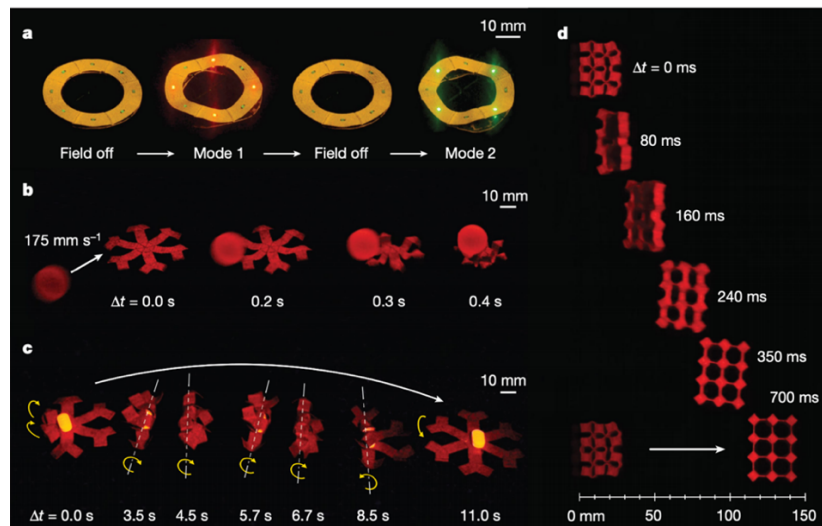 a
10 mm
Field off
Mode 1
Field off
Mode 2
b
10 mm
175 mm s⁻¹
Δt = 0.0 s
0.2 s
0.3 s
0.4 s
c
10 mm
Δt = 0.0 s
3.5 s
4.5 s
5.7 s
6.7 s
8.5 s
11.0 s
d
Δt = 0 ms
80 ms
160 ms
240 ms
350 ms
700 ms
0 mm 50 100 150